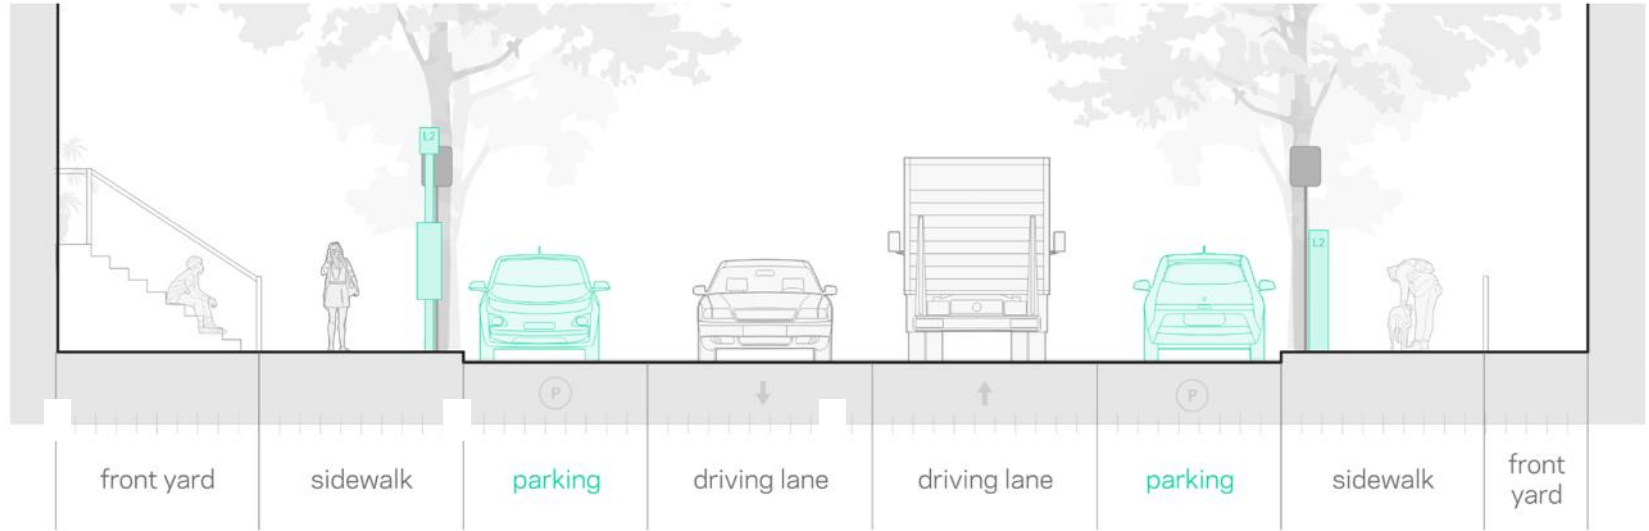 L2
L2
P
P
front yard
sidewalk
parking
driving lane
driving lane
parking
sidewalk
front
yard